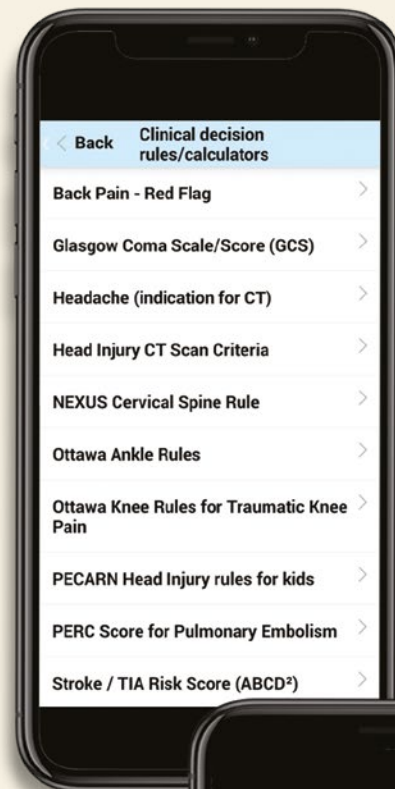 < Back
Clinical decision
rules/calculators
Back Pain - Red Flag
Glasgow Coma Scale/Score (GCS)
Headache (indication for CT)
Head Injury CT Scan Criteria
NEXUS Cervical Spine Rule
Ottawa Ankle Rules
Ottawa Knee Rules for Traumatic Knee
Pain
PECARN Head Injury rules for kids
PERC Score for Pulmonary Embolism
Stroke / TIA Risk Score (ABCD²)